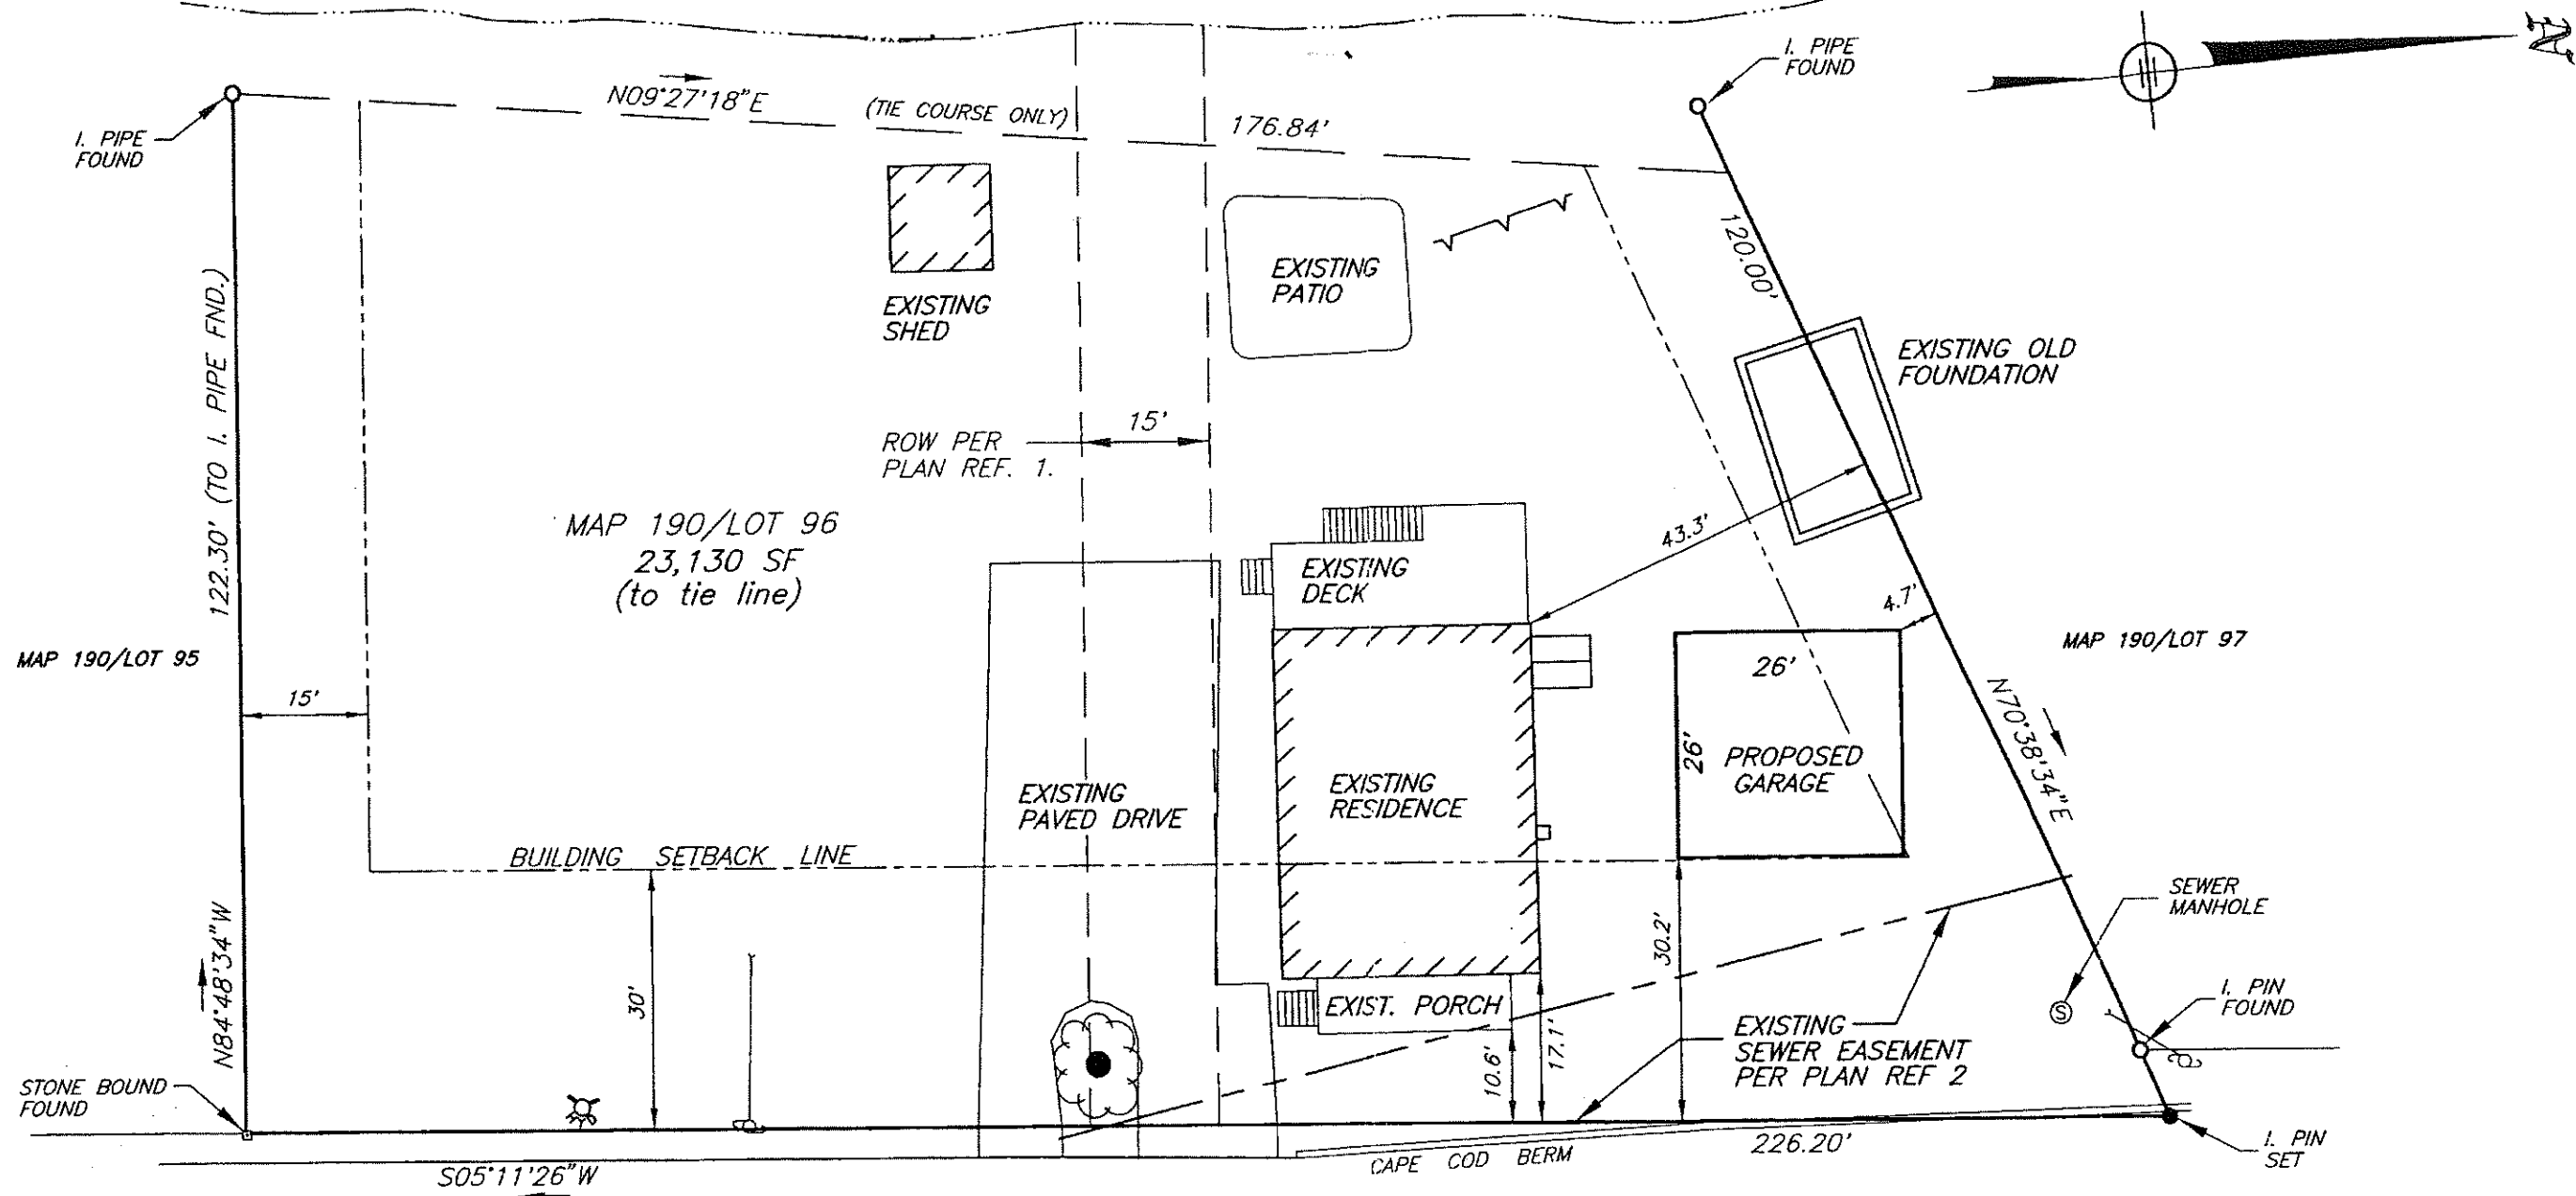 N
I. PIPE
FOUND
N09°27'18"E
(TIE COURSE ONLY)
176.84'
I. PIPE
FOUND
120.00'
EXISTING
PATIO
EXISTING
SHED
122.30' (TO I. PIPE FND.)
EXISTING OLD
FOUNDATION
15'
ROW PER
PLAN REF. 1.
MAP 190/LOT 96
23,130 SF
(to tie line)
43.3'
EXISTING
DECK
4.7'
MAP 190/LOT 95
MAP 190/LOT 97
26'
15'
N70°38'34"E
26'
PROPOSED
GARAGE
EXISTING
PAVED DRIVE
EXISTING
RESIDENCE
BUILDING SETBACK LINE
SEWER
MANHOLE
N84°48'34"W
30'
30.2'
I. PIN
FOUND
EXIST. PORCH
S
EXISTING
SEWER EASEMENT
PER PLAN REF 2
10.6'
17.1'
STONE BOUND
FOUND
226.20'
I. PIN
SET
CAPE COD BERM
S05°11'26"W